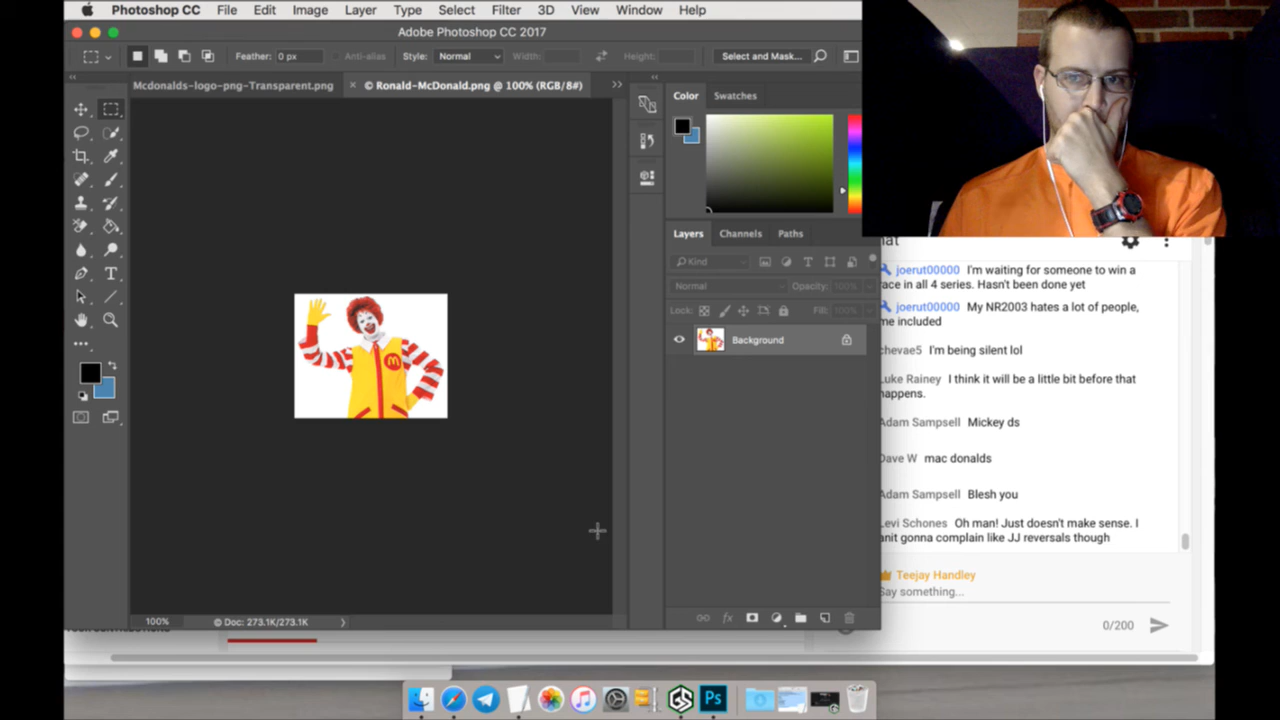 Photoshop CC File Edit Image Layer Type Select Filter 3D View Window Help
Adobe Photoshop CC 2017
Feather: 0 px Anti-alias Style: Normal Width: Height: Select and Mask...
Mcdonalds-logo-png-Transparent.png × © Ronald-McDonald.png @ 100% (RGB/8#)
Color Swatches
Layers Channels Paths
Kind
Normal Opacity: 100%
Lock: Fill: 100%
Background
100% Doc: 273.1K/273.1K
hat
joerut00000 I'm waiting for someone to win a
race in all 4 series. Hasn't been done yet
joerut00000 My NR2003 hates a lot of people,
me included
chevae5 I'm being silent lol
Luke Rainey I think it will be a little bit before that
happens.
Adam Sampsell Mickey ds
Dave W mac donalds
Adam Sampsell Blesh you
Levi Schones Oh man! Just doesn't make sense. I
anit gonna complain like JJ reversals though
Teejay Handley
Say something...
0/200
Ps